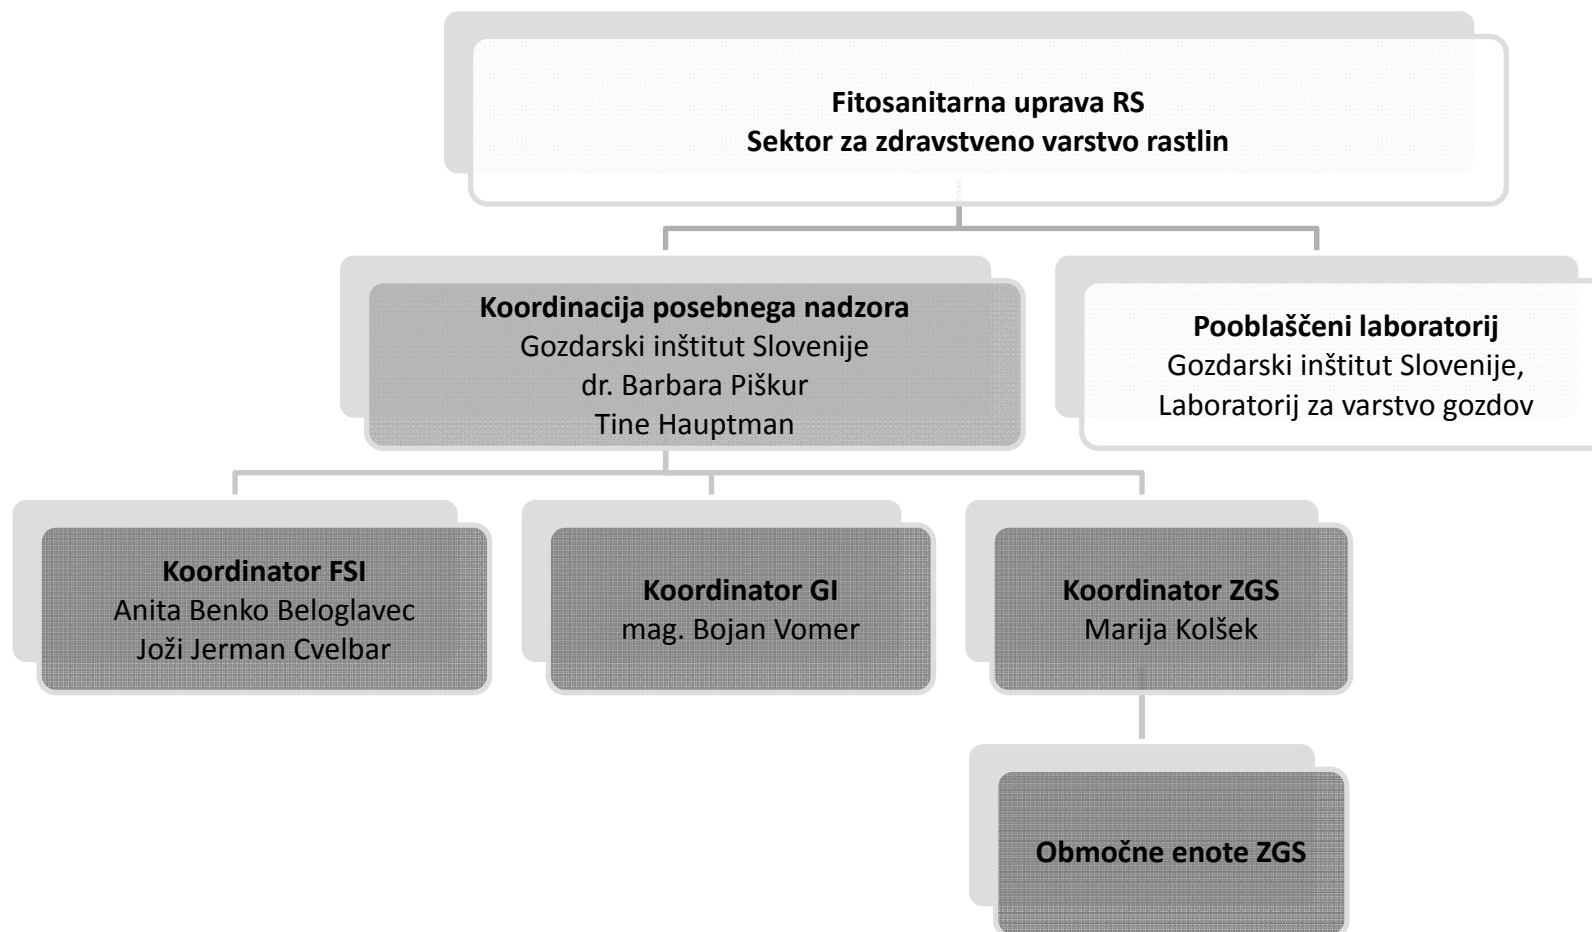 Fitosanitarna uprava RS
Sektor za zdravstveno varstvo rastlin
Koordinacija posebnega nadzora
Gozdarski inštitut Slovenije
dr. Barbara Piškur
Tine Hauptman
Pooblaščeni laboratorij
Gozdarski inštitut Slovenije,
Laboratorij za varstvo gozdov
Koordinator FSI
Anita Benko Beloglavec
Joži Jerman Cvelbar
Koordinator GI
mag. Bojan Vomer
Koordinator ZGS
Marija Kolšek
Območne enote ZGS